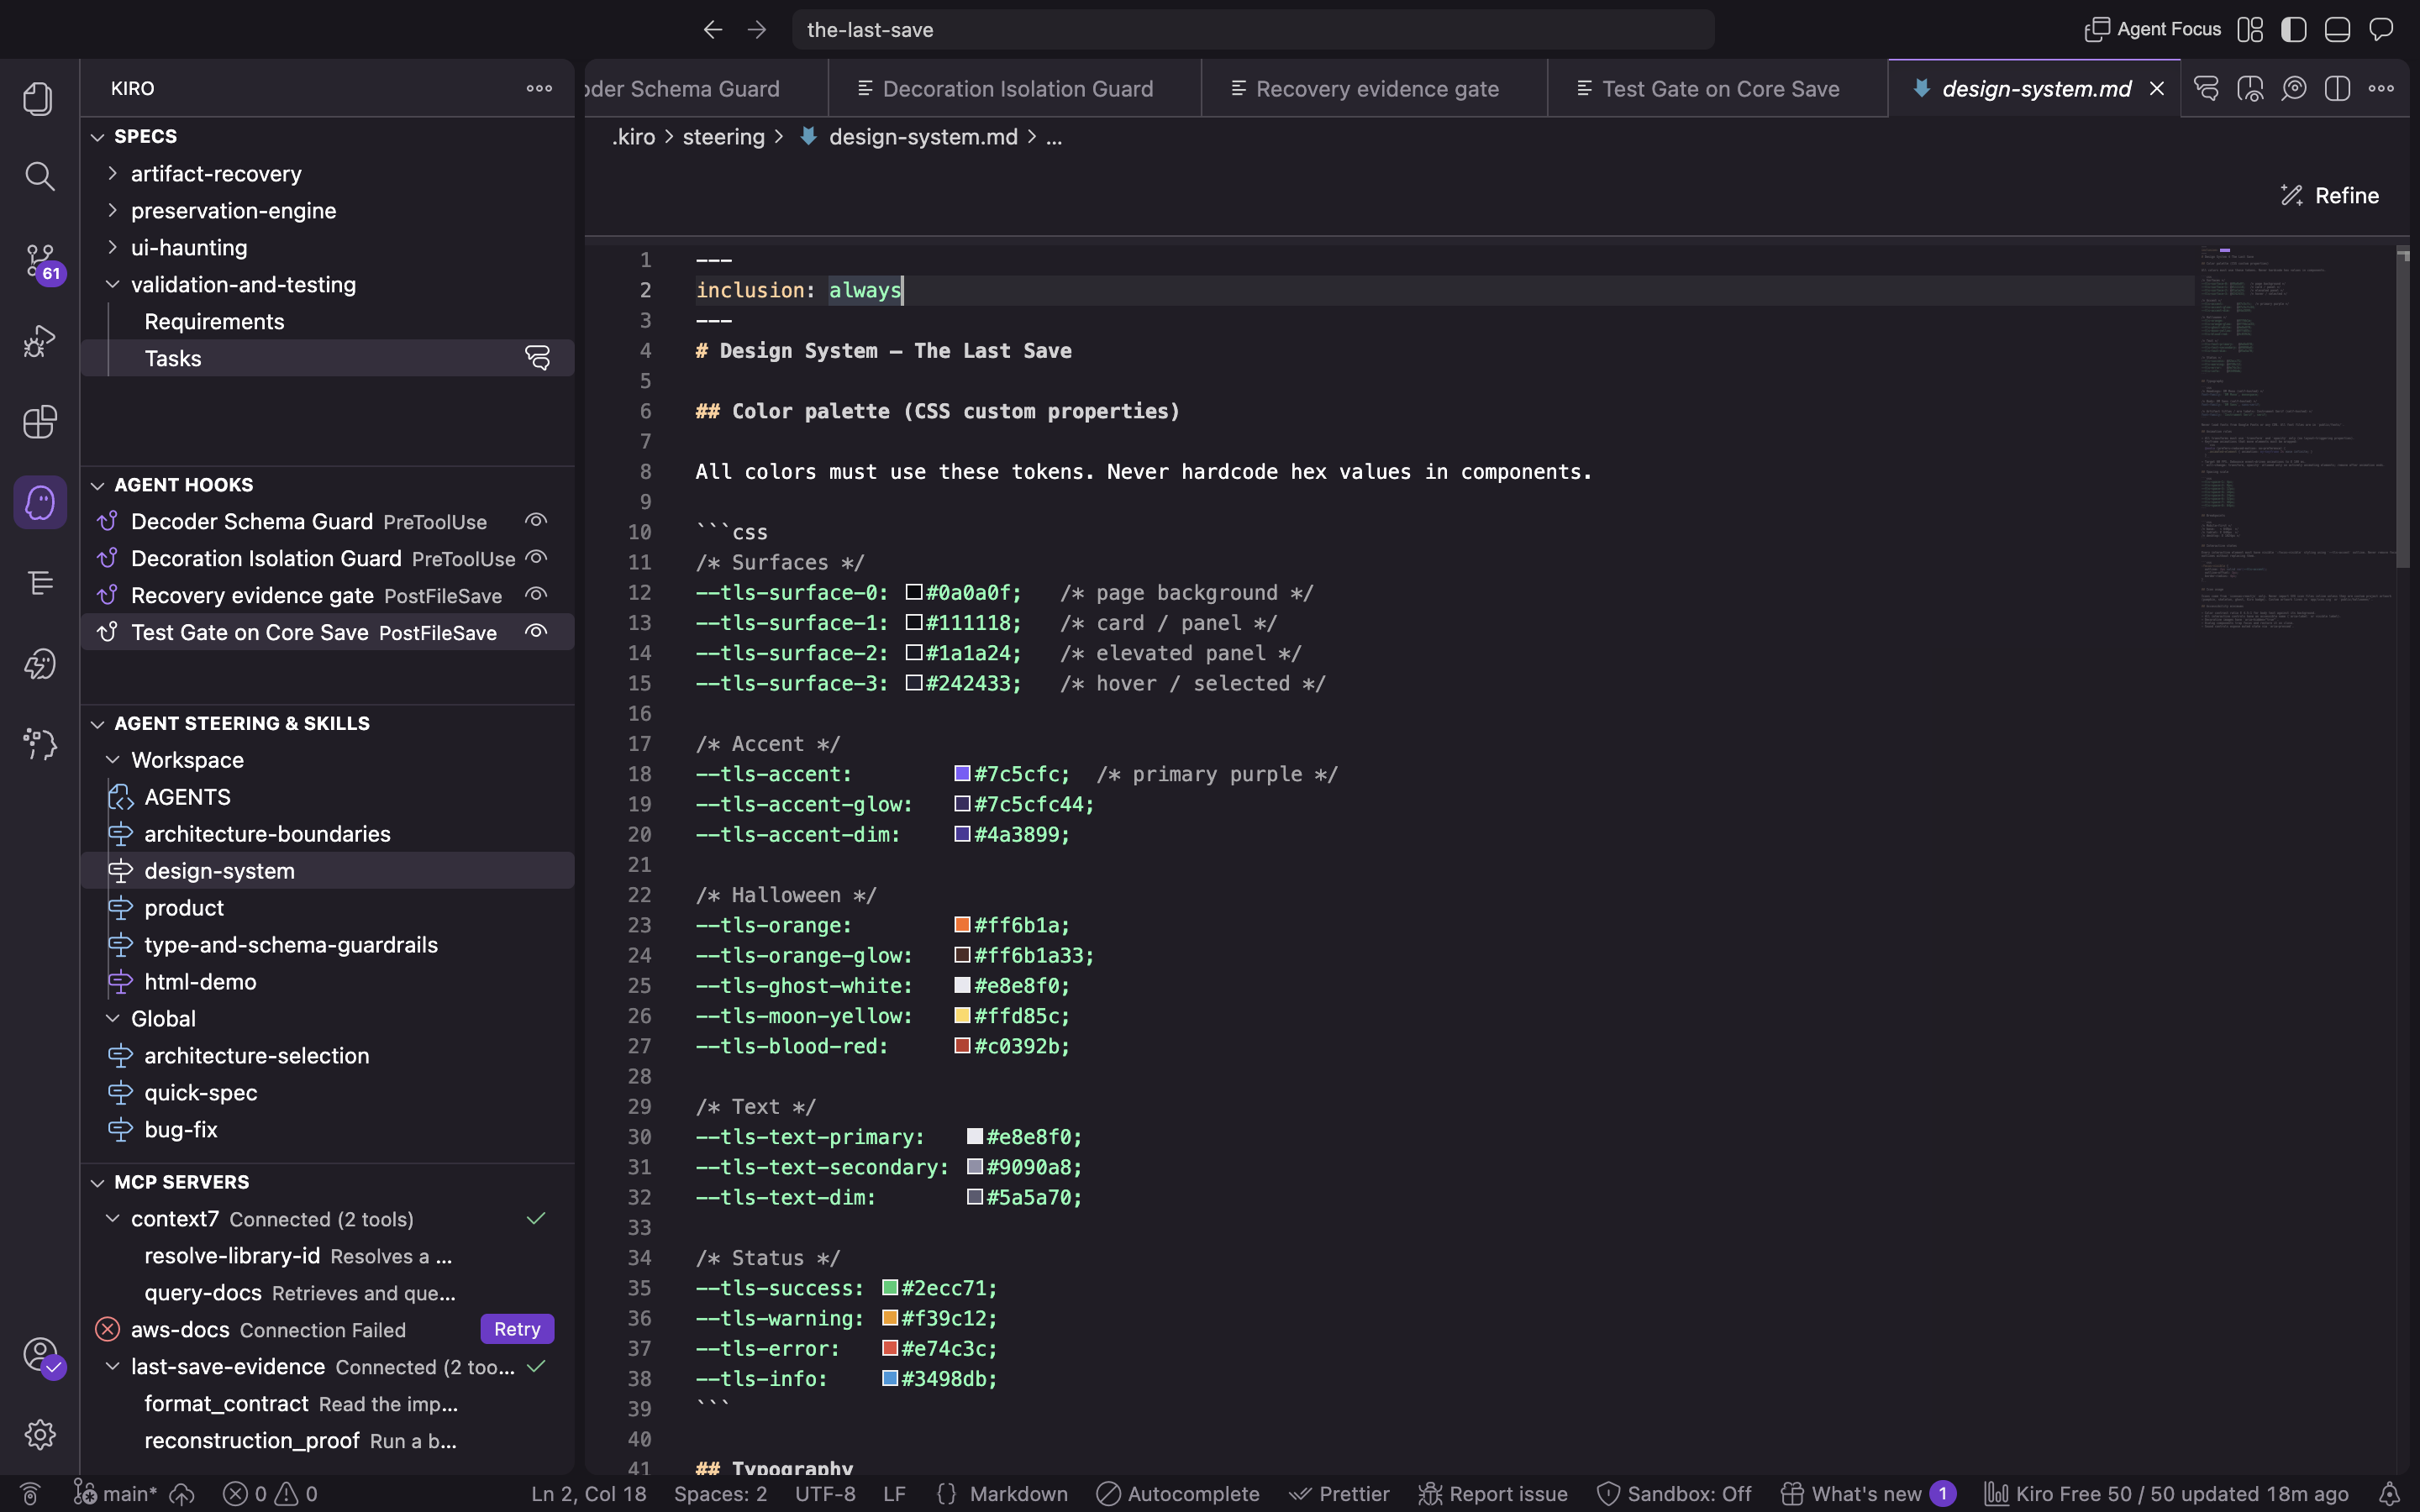 the-last-save
Agent Focus
KIRO
SPECS
artifact-recovery
preservation-engine
ui-haunting
validation-and-testing
Requirements
Tasks
61
AGENT HOOKS
Decoder Schema Guard PreToolUse
Decoration Isolation Guard PreToolUse
Recovery evidence gate PostFileSave
Test Gate on Core Save PostFileSave
AGENT STEERING & SKILLS
Workspace
AGENTS
architecture-boundaries
design-system
product
type-and-schema-guardrails
html-demo
Global
architecture-selection
quick-spec
bug-fix
MCP SERVERS
context7 Connected (2 tools)
resolve-library-id Resolves a ...
query-docs Retrieves and que...
aws-docs Connection Failed Retry
last-save-evidence Connected (2 too...
format_contract Read the imp...
reconstruction_proof Run a b...
oder Schema Guard
Decoration Isolation Guard
Recovery evidence gate
Test Gate on Core Save
design-system.md
.kiro > steering > design-system.md > ...
Refine
1 ---
2 inclusion: always
3 ---
4 # Design System — The Last Save
5
6 ## Color palette (CSS custom properties)
7
8 All colors must use these tokens. Never hardcode hex values in components.
9
10 ```css
11 /* Surfaces */
12 --tls-surface-0: #0a0a0f; /* page background */
13 --tls-surface-1: #111118; /* card / panel */
14 --tls-surface-2: #1a1a24; /* elevated panel */
15 --tls-surface-3: #242433; /* hover / selected */
16
17 /* Accent */
18 --tls-accent: #7c5cfc; /* primary purple */
19 --tls-accent-glow: #7c5cfc44;
20 --tls-accent-dim: #4a3899;
21
22 /* Halloween */
23 --tls-orange: #ff6b1a;
24 --tls-orange-glow: #ff6b1a33;
25 --tls-ghost-white: #e8e8f0;
26 --tls-moon-yellow: #ffd85c;
27 --tls-blood-red: #c0392b;
28
29 /* Text */
30 --tls-text-primary: #e8e8f0;
31 --tls-text-secondary: #9090a8;
32 --tls-text-dim: #5a5a70;
33
34 /* Status */
35 --tls-success: #2ecc71;
36 --tls-warning: #f39c12;
37 --tls-error: #e74c3c;
38 --tls-info: #3498db;
39 ```
40
41 ## Typography
main* 0 0 Ln 2, Col 18 Spaces: 2 UTF-8 LF {} Markdown Autocomplete Prettier Report issue Sandbox: Off What's new 1 Kiro Free 50 / 50 updated 18m ago